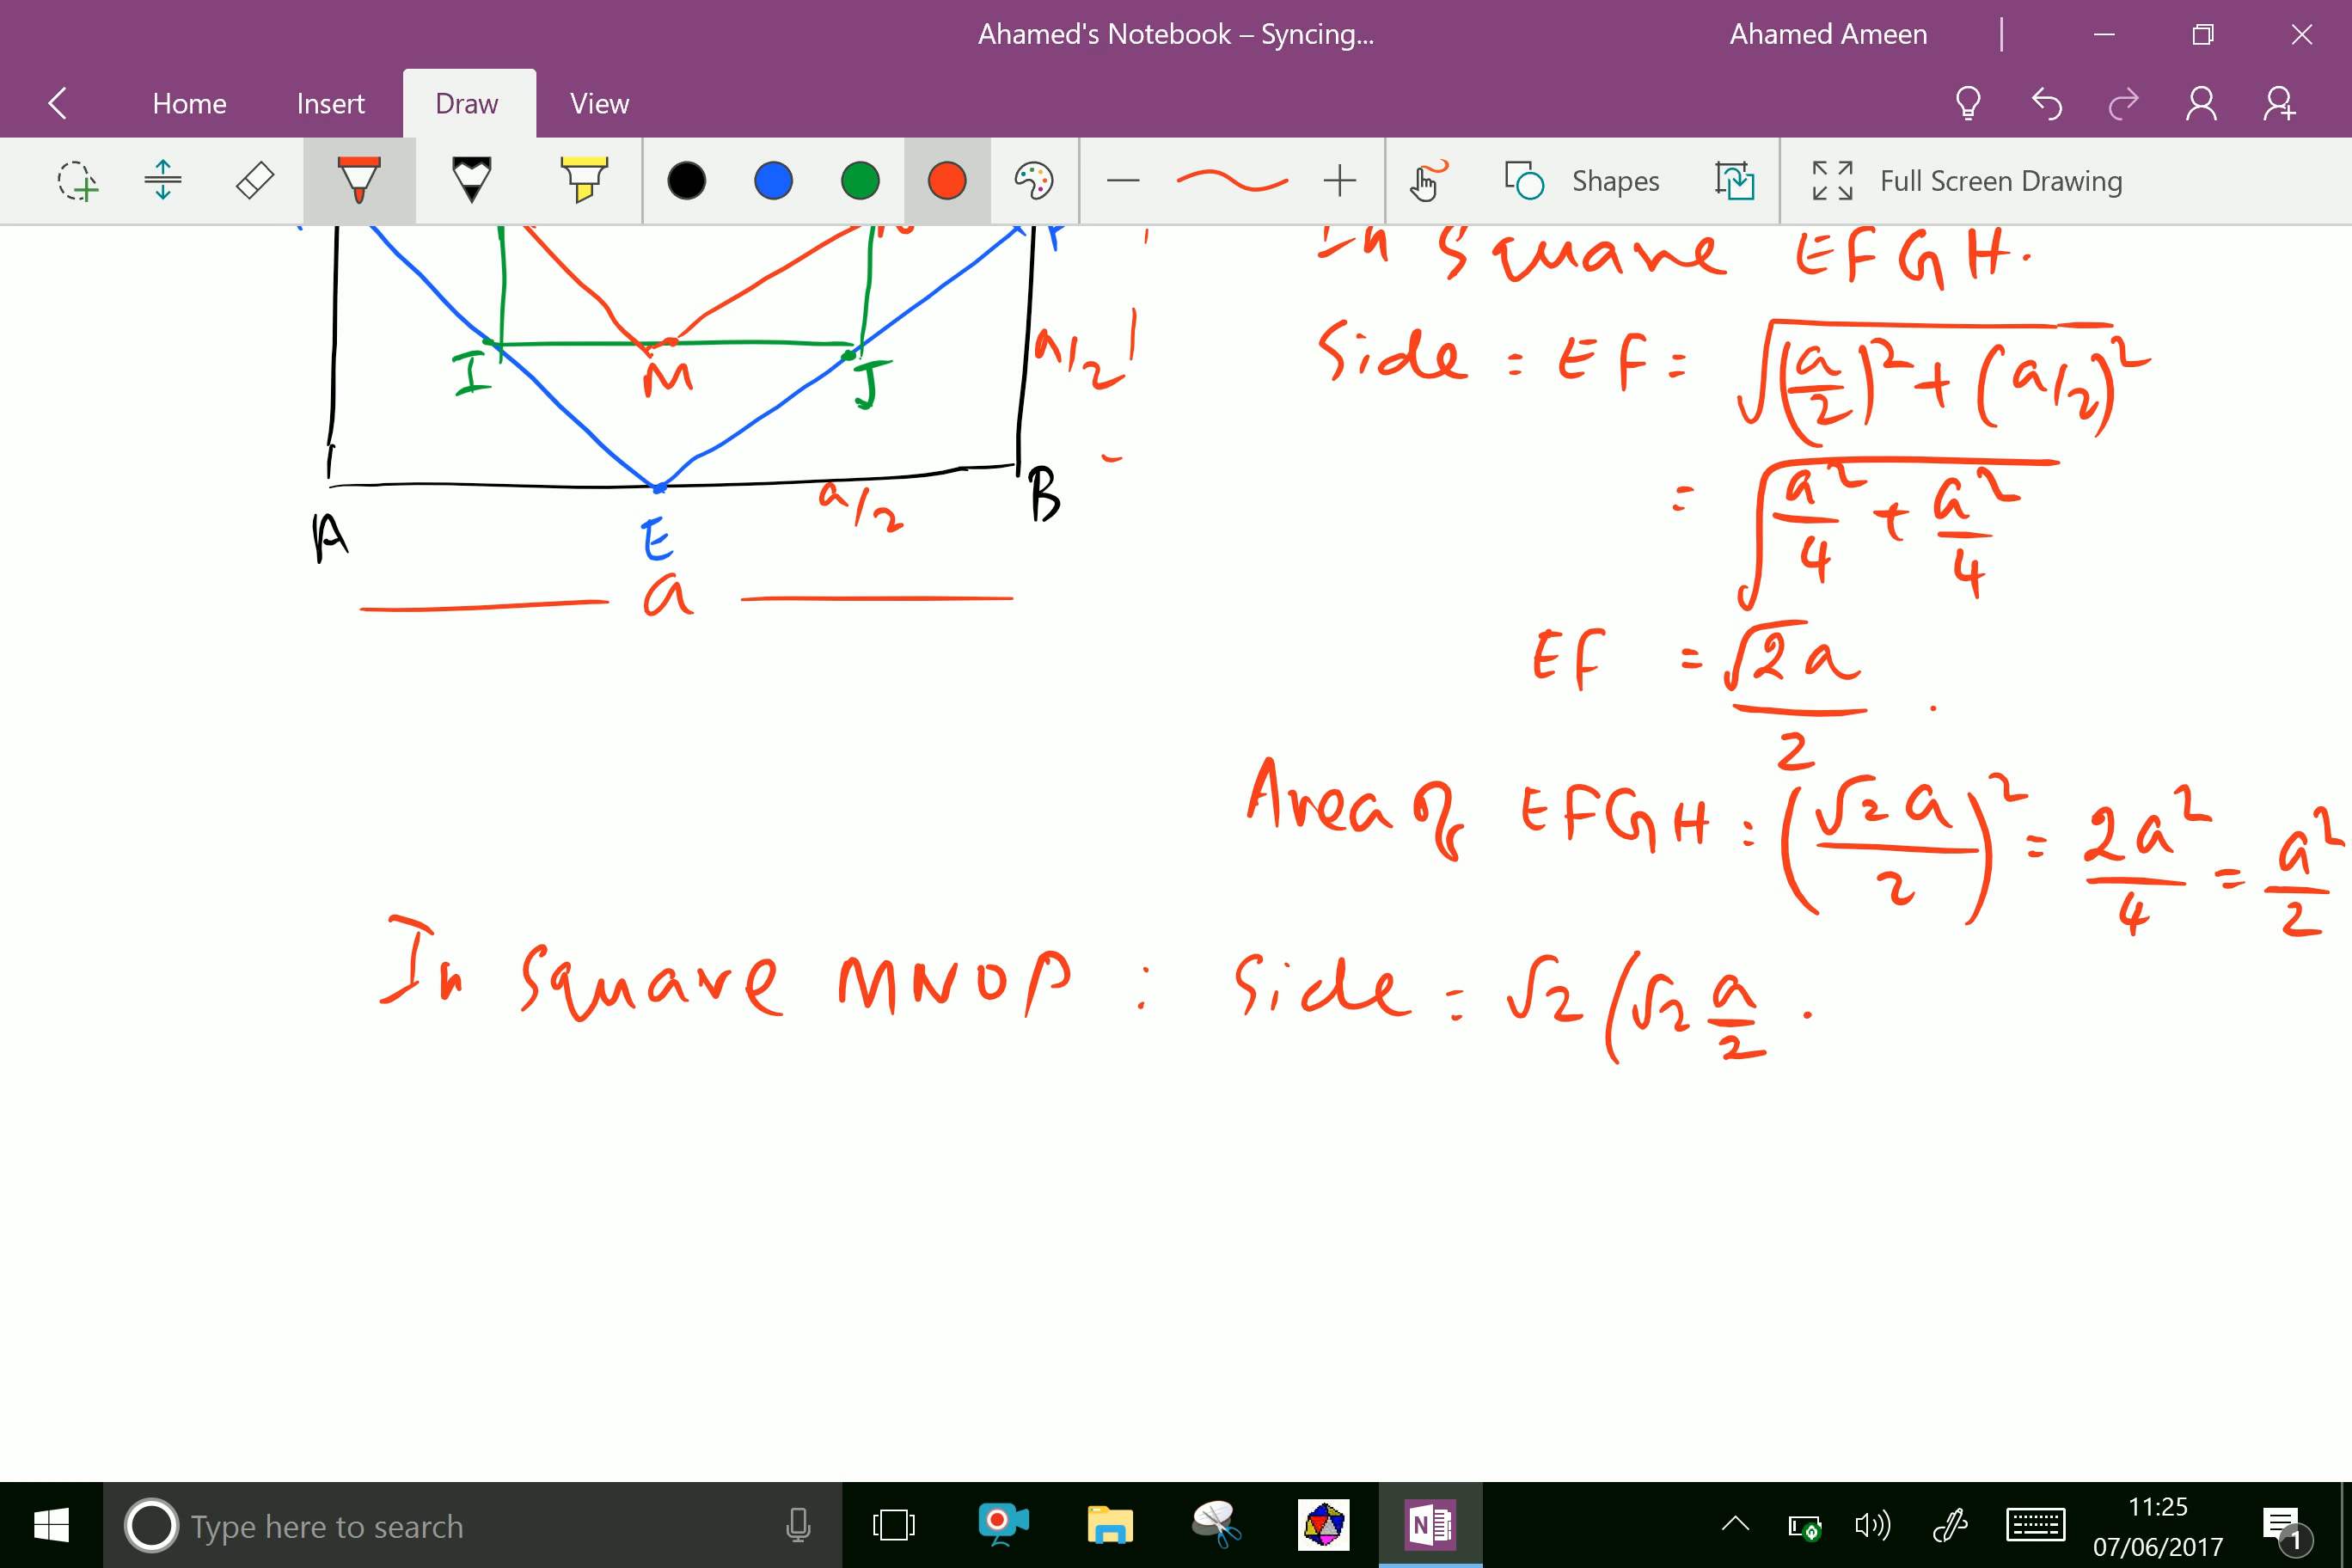 Ahamed's Notebook – Syncing... Ahamed Ameen
Home Insert Draw View
Shapes Full Screen Drawing
In Square EFGH.
Side = EF = √((a/2)² + (a/2)²)
= √(a²/4 + a²/4)
EF = √2a/2 .
Area of EFGH = (√2a/2)² = 2a²/4 = a²/2
In Square MNOP : Side = √2 (√2 a/2 .
I M J
a/2
A E a/2 B
a
Type here to search
N
11:25
07/06/2017
1